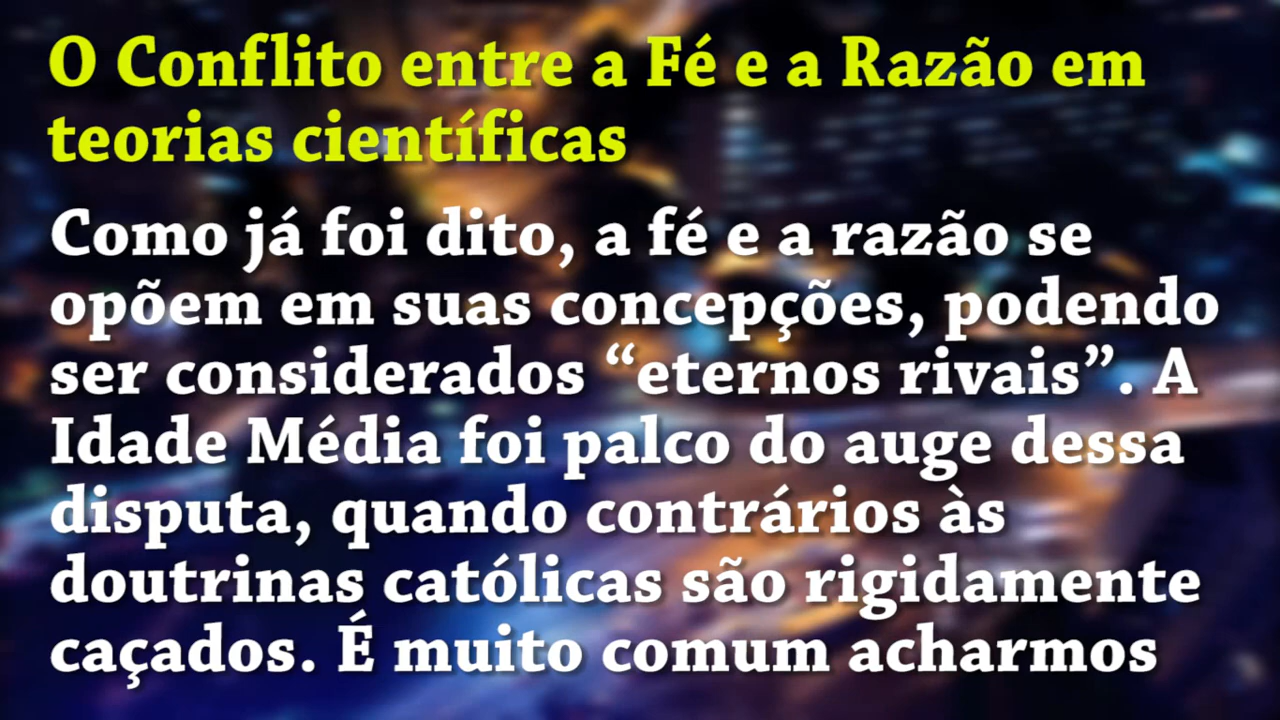 O Conflito entre a Fé e a Razão em
teorias científicas
Como já foi dito, a fé e a razão se
opõem em suas concepções, podendo
ser considerados “eternos rivais”. A
Idade Média foi palco do auge dessa
disputa, quando contrários às
doutrinas católicas são rigidamente
caçados. É muito comum acharmos